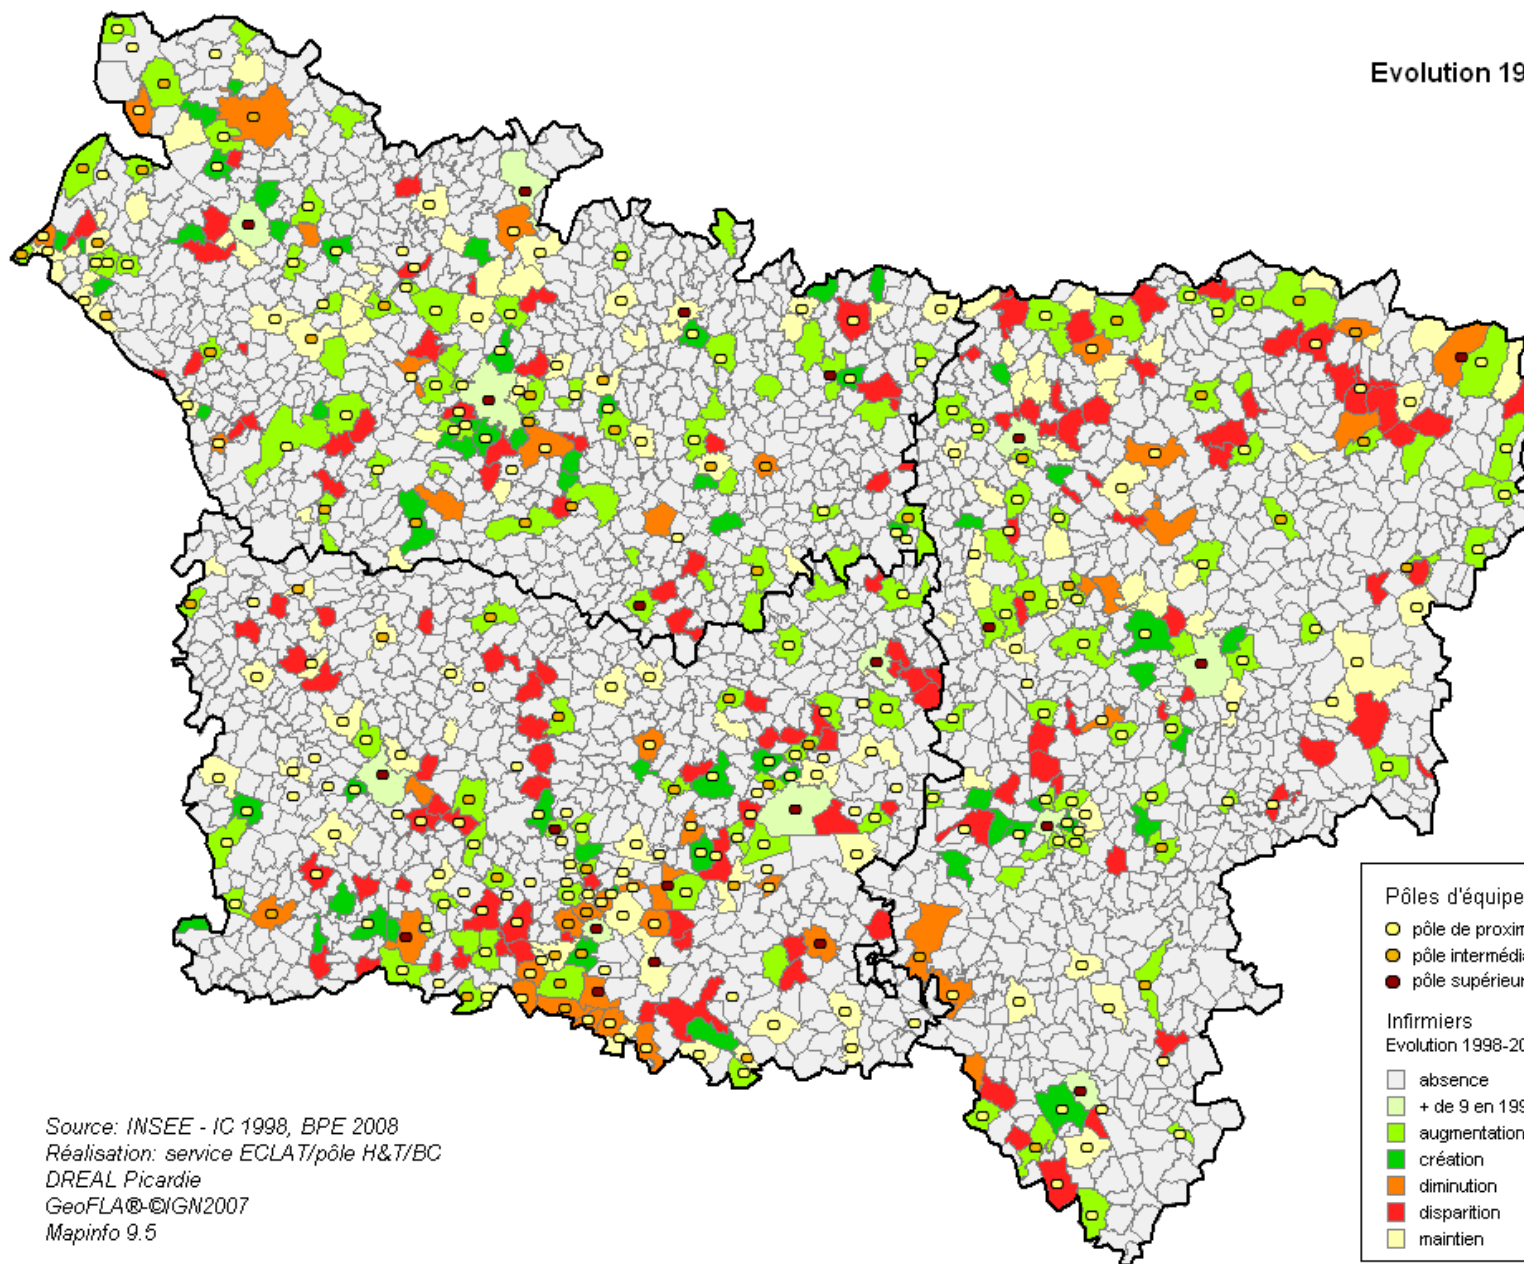 Evolution 19
Pôles d'équipe
pôle de proxim
pôle intermédia
pôle supérieur
Infirmiers
Evolution 1998-20
absence
+ de 9 en 199
augmentation
création
diminution
disparition
maintien
Source: INSEE - IC 1998, BPE 2008
Réalisation: service ECLAT/pôle H&T/BC
DREAL Picardie
GeoFLA®-©IGN2007
Mapinfo 9.5